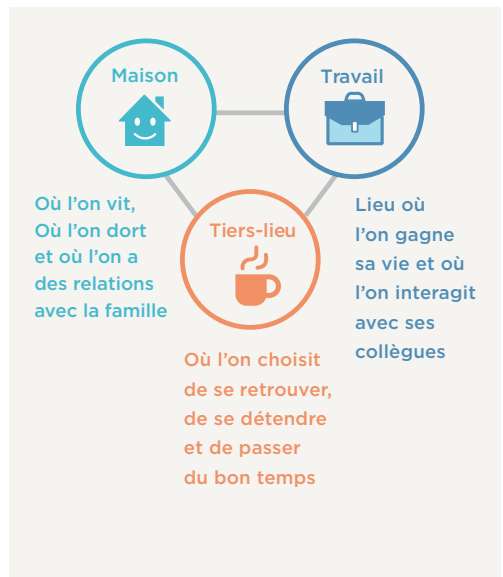 Maison
Travail
Où l'on vit,
Où l'on dort
et où l'on a
des relations
avec la famille
Tiers-lieu
Lieu où
l'on gagne
sa vie et où
l'on interagit
avec ses
collègues
Où l'on choisit
de se retrouver,
de se détendre
et de passer
du bon temps